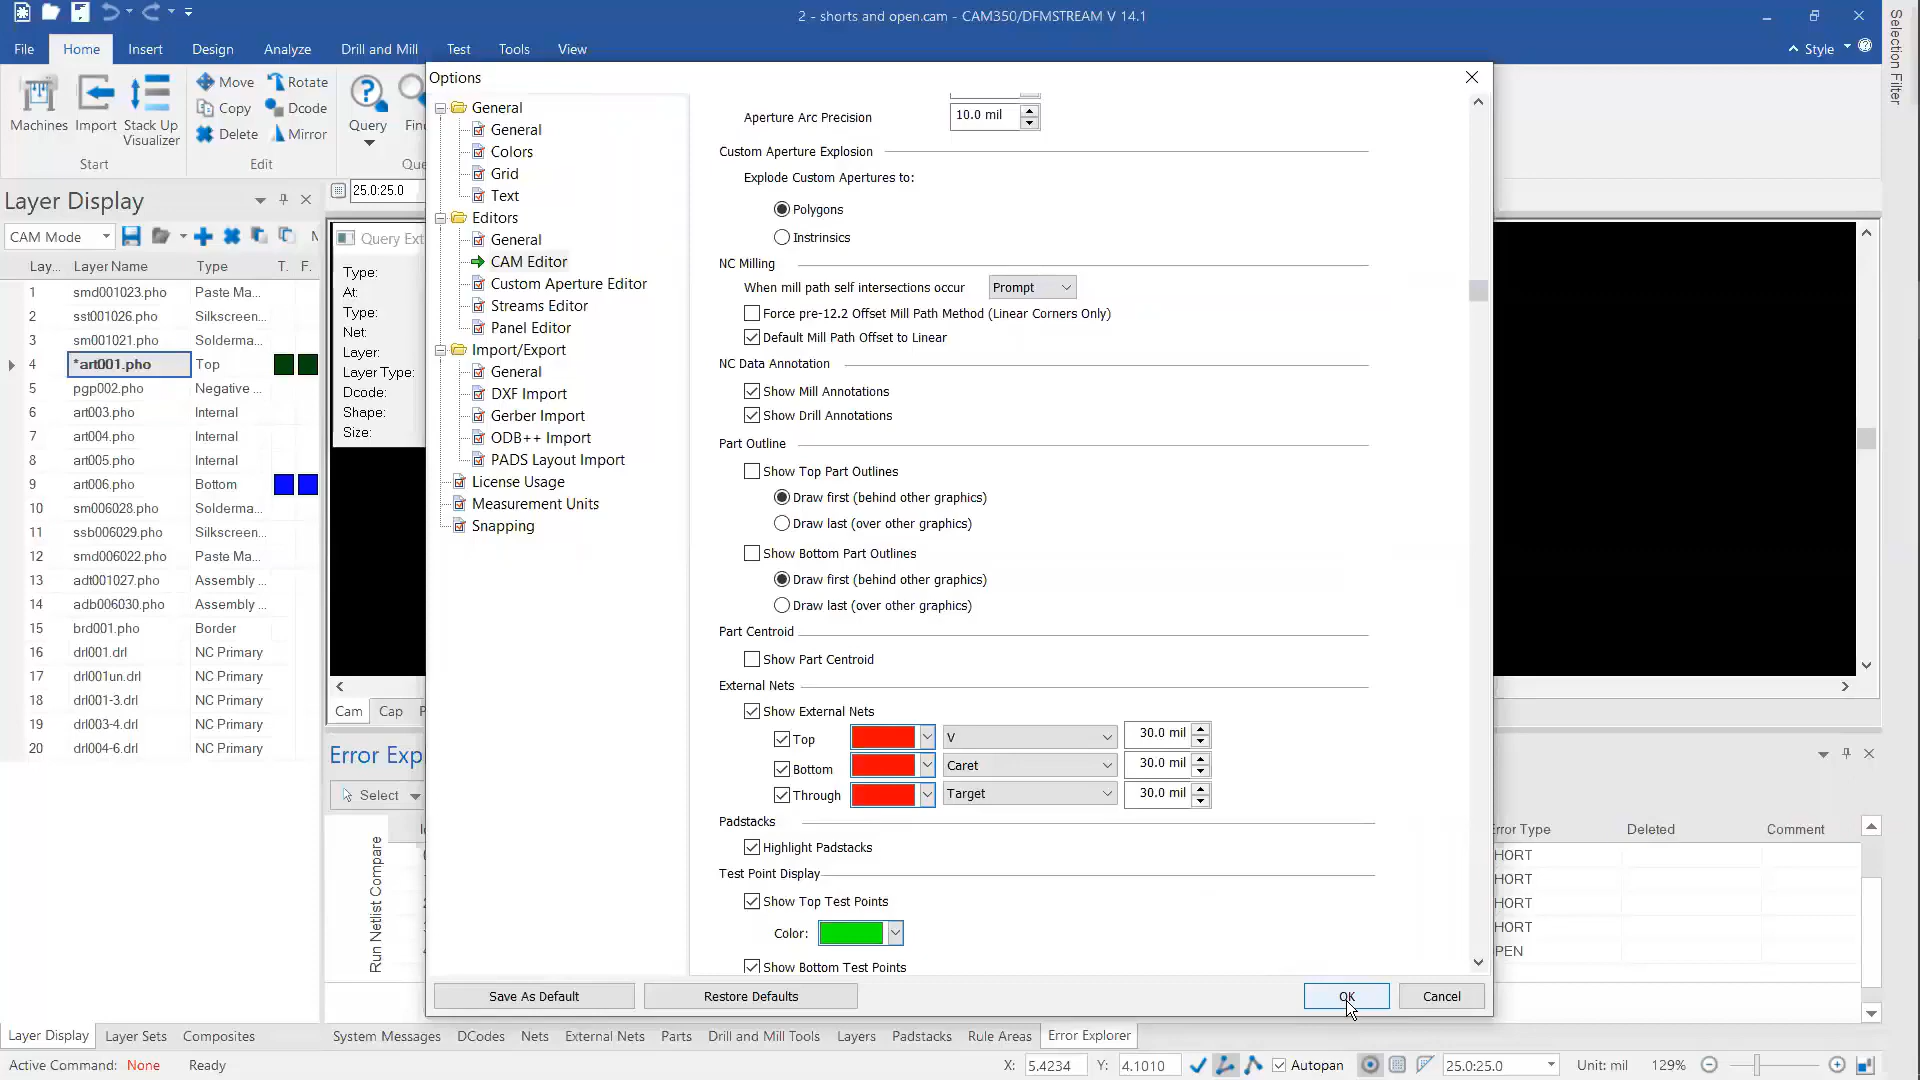 2 - shorts and open.cam - CAM350/DFMSTREAM V 14.1
File Home Insert Design Analyze Drill and Mill Test Tools View Style
Machines Import Stack Up Visualizer
Move Rotate
Copy Dcode
Delete Mirror
Query
Start Edit
Selection Filter
Layer Display
25.0:25.0
CAM Mode
Lay... Layer Name Type T. F.
1 smd001023.pho Paste Ma...
2 sst001026.pho Silkscreen...
3 sm001021.pho Solderma...
4 *art001.pho Top
5 pgp002.pho Negative ...
6 art003.pho Internal
7 art004.pho Internal
8 art005.pho Internal
9 art006.pho Bottom
10 sm006028.pho Solderma...
11 ssb006029.pho Silkscreen...
12 smd006022.pho Paste Ma...
13 adt001027.pho Assembly ...
14 adb006030.pho Assembly ...
15 brd001.pho Border
16 drl001.drl NC Primary
17 drl001un.drl NC Primary
18 drl001-3.drl NC Primary
19 drl003-4.drl NC Primary
20 drl004-6.drl NC Primary
Query Ext
Type:
At:
Type:
Net:
Layer:
Layer Type:
Dcode:
Shape:
Size:
Cam Cap
Error Exp
Select
Run Netlist Compare
Options
General
General
Colors
Grid
Text
Editors
General
CAM Editor
Custom Aperture Editor
Streams Editor
Panel Editor
Import/Export
General
DXF Import
Gerber Import
ODB++ Import
PADS Layout Import
License Usage
Measurement Units
Snapping
Aperture Arc Precision 10.0 mil
Custom Aperture Explosion
Explode Custom Apertures to:
Polygons
Instrinsics
NC Milling
When mill path self intersections occur Prompt
Force pre-12.2 Offset Mill Path Method (Linear Corners Only)
Default Mill Path Offset to Linear
NC Data Annotation
Show Mill Annotations
Show Drill Annotations
Part Outline
Show Top Part Outlines
Draw first (behind other graphics)
Draw last (over other graphics)
Show Bottom Part Outlines
Draw first (behind other graphics)
Draw last (over other graphics)
Part Centroid
Show Part Centroid
External Nets
Show External Nets
Top V 30.0 mil
Bottom Caret 30.0 mil
Through Target 30.0 mil
Padstacks
Highlight Padstacks
Test Point Display
Show Top Test Points
Color:
Show Bottom Test Points
Save As Default Restore Defaults OK Cancel
rror Type Deleted Comment
HORT
HORT
HORT
HORT
PEN
Layer Display Layer Sets Composites System Messages DCodes Nets External Nets Parts Drill and Mill Tools Layers Padstacks Rule Areas Error Explorer
Active Command: None Ready X: 5.4234 Y: 4.1010 Autopan 25.0:25.0 Unit: mil 129%